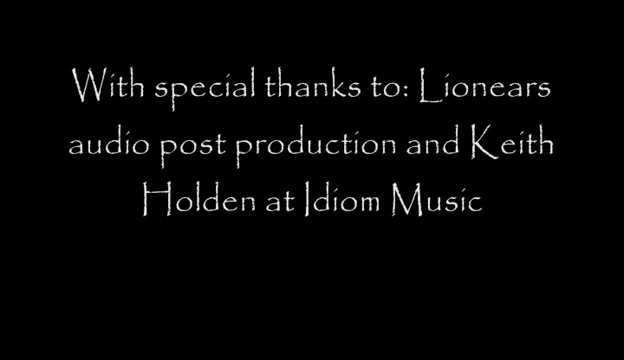 With special thanks to: Lionears
audio post production and Keith
Holden at Idiom Music